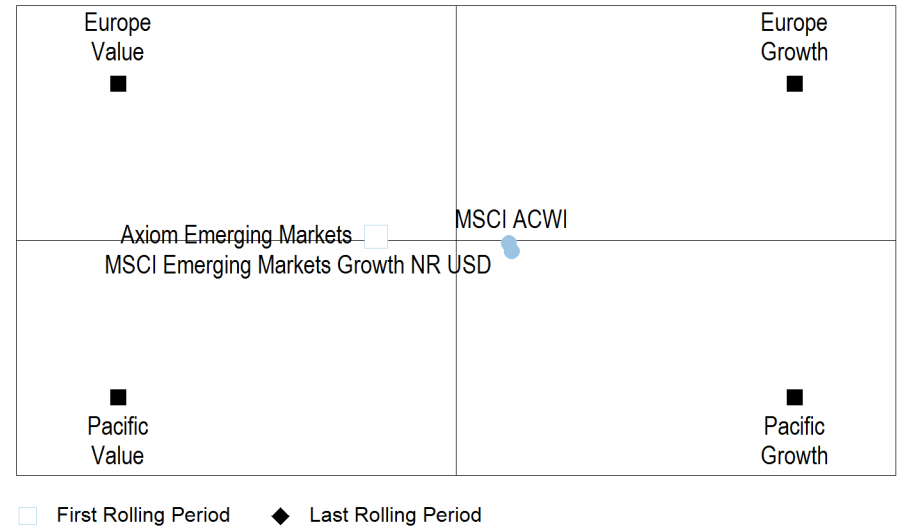 Europe
Value
Europe
Growth
MSCI ACWI
Axiom Emerging Markets
MSCI Emerging Markets Growth NR USD
Pacific
Value
Pacific
Growth
First Rolling Period
Last Rolling Period